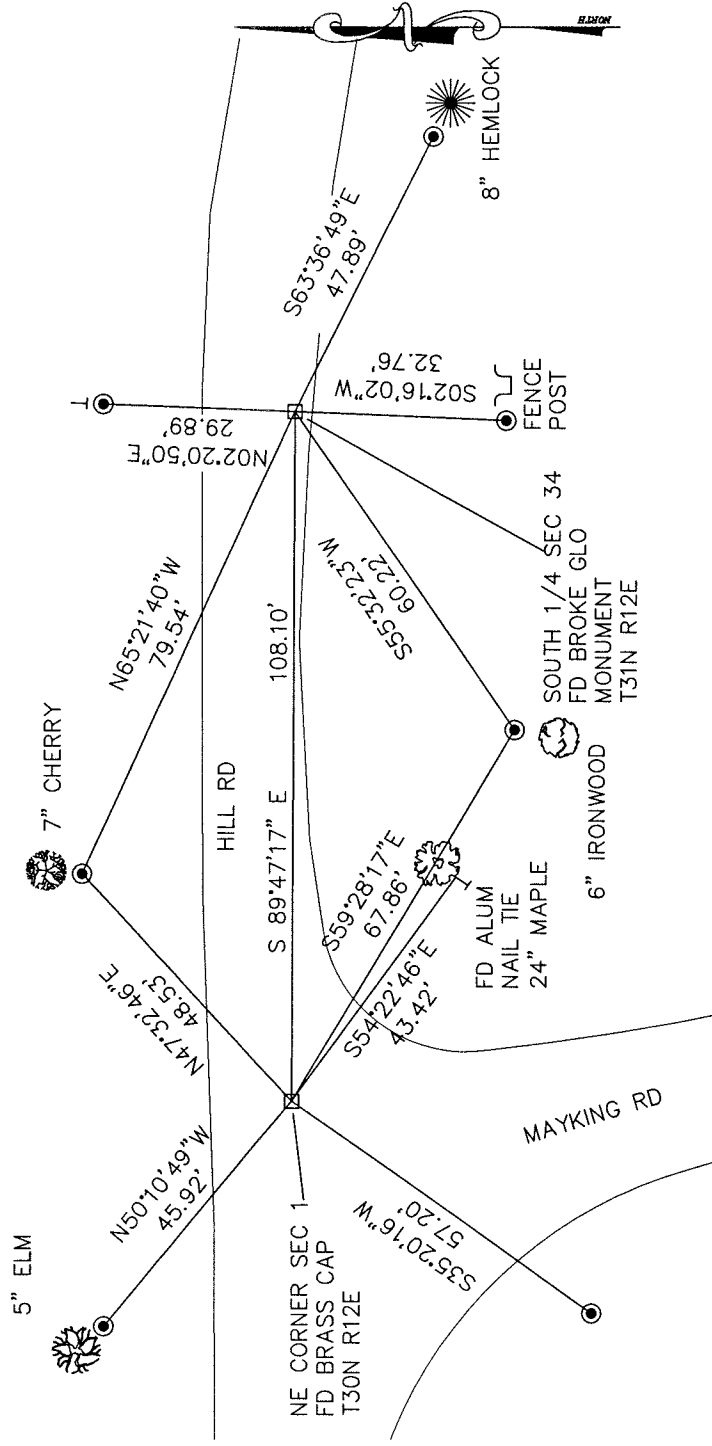 5" ELM
N50°10'49"W
45.92'
7" CHERRY
N47°32'46"E
48.53'
N65°21'40"W
79.54'
HILL RD
S 89°47'17" E 108.10'
N02°20'50"E
29.89'
S63°36'49"E
47.89'
NORTH
8" HEMLOCK
S02°16'02"W
32.76'
FENCE
POST
S55°32'23"W
60.22'
SOUTH 1/4 SEC 34
FD BROKE GLO
MONUMENT
T31N R12E
S59°28'17"E
67.86'
S54°22'46"E
43.42'
FD ALUM
NAIL TIE
24" MAPLE
6" IRONWOOD
NE CORNER SEC 1
FD BRASS CAP
T30N R12E
S35°20'16"W
57.20'
MAYKING RD